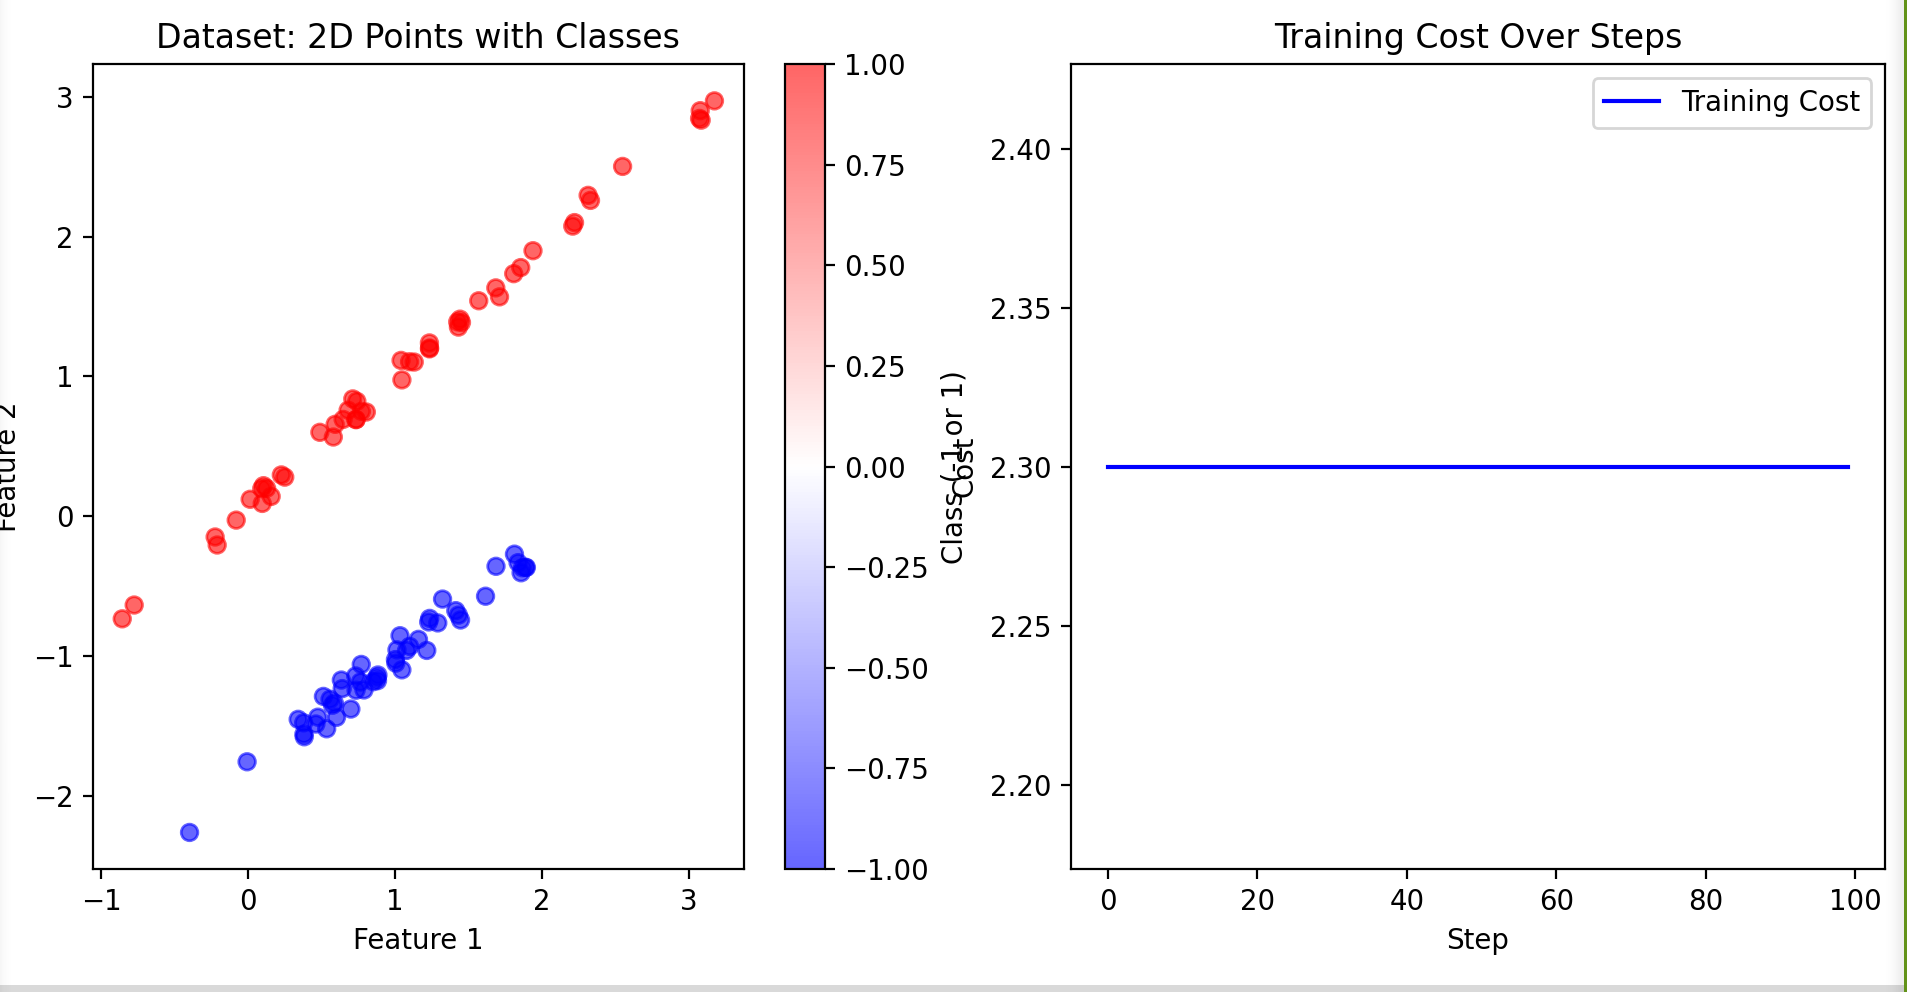 Dataset: 2D Points with Classes
3
2
1
0
−1
−2
Feature 2
−1 0 1 2 3
Feature 1
1.00
0.75
0.50
0.25
0.00
−0.25
−0.50
−0.75
−1.00
Class (-1 or 1)
Training Cost Over Steps
Training Cost
2.40
2.35
2.30
2.25
2.20
Cost
0 20 40 60 80 100
Step